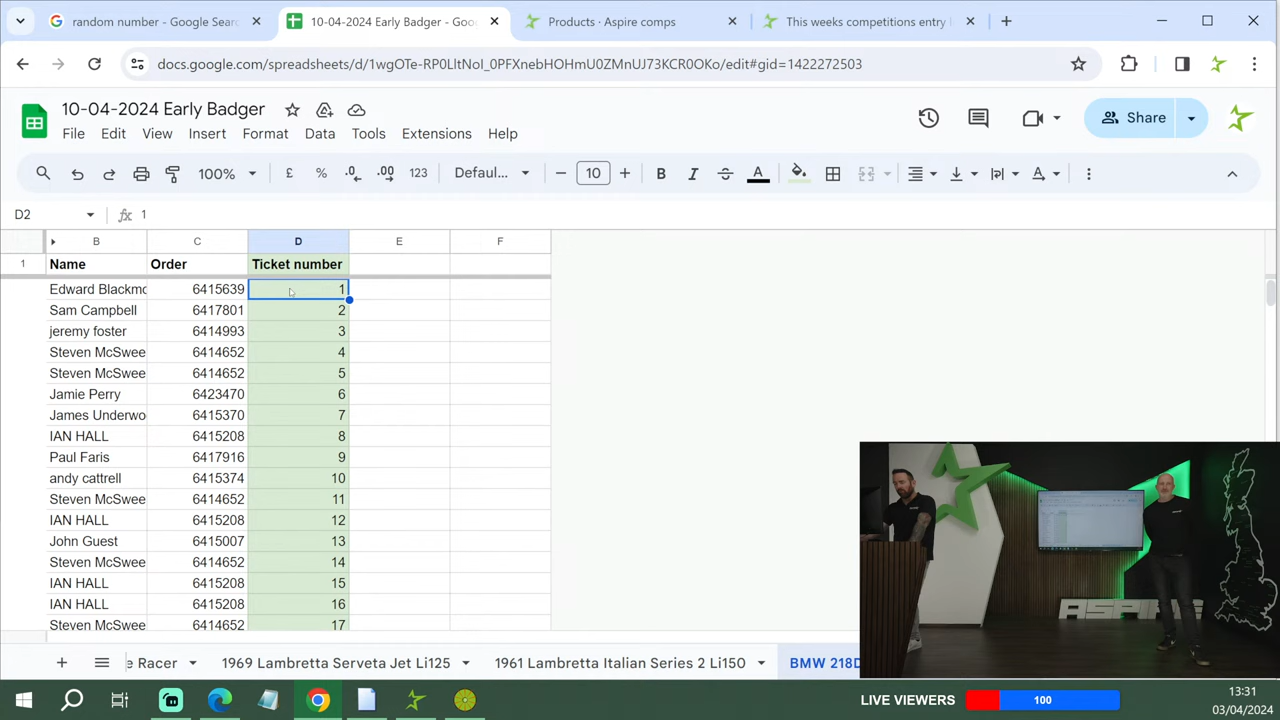 random number - Google Sear
10-04-2024 Early Badger - Goo
Products · Aspire comps
This weeks competitions entry
docs.google.com/spreadsheets/d/1wgOTe-RP0LltNol_0PFXnebHOHmU0ZMnUJ73KCR0OKo/edit#gid=1422272503
10-04-2024 Early Badger
File Edit View Insert Format Data Tools Extensions Help
Share
100% £ % .0 .00 123 Defaul... 10 B I A
D2 fx 1
B C D E F
1 Name Order Ticket number
Edward Blackmo 6415639 1
Sam Campbell 6417801 2
jeremy foster 6414993 3
Steven McSwee 6414652 4
Steven McSwee 6414652 5
Jamie Perry 6423470 6
James Underwo 6415370 7
IAN HALL 6415208 8
Paul Faris 6417916 9
andy cattrell 6415374 10
Steven McSwee 6414652 11
IAN HALL 6415208 12
John Guest 6415007 13
Steven McSwee 6414652 14
IAN HALL 6415208 15
IAN HALL 6415208 16
Steven McSwee 6414652 17
ASPIRE
e Racer 1969 Lambretta Serveta Jet Li125 1961 Lambretta Italian Series 2 Li150 BMW 218D
LIVE VIEWERS 100
13:31
03/04/2024